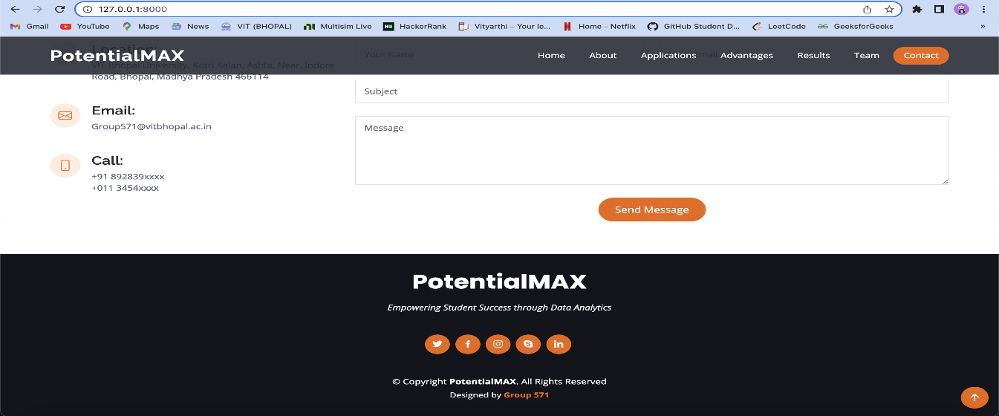 127.0.0.1:8000
Gmail YouTube Maps News VIT (BHOPAL) Multisim Live HackerRank Vityarthi – Your le... Home – Netflix GitHub Student D... LeetCode GeeksforGeeks »
PotentialMAX Home About Applications Advantages Results Team Contact
Location:
Your Name
Email
VIT Bhopal University, Kotri Kalan, Ashta, Near, Indore
Road, Bhopal, Madhya Pradesh 466114
Subject
Email:
Group571@vitbhopal.ac.in
Message
Call:
+91 892839xxxx
+011 3454xxxx
Send Message
PotentialMAX
Empowering Student Success through Data Analytics
© Copyright PotentialMAX. All Rights Reserved
Designed by Group 571